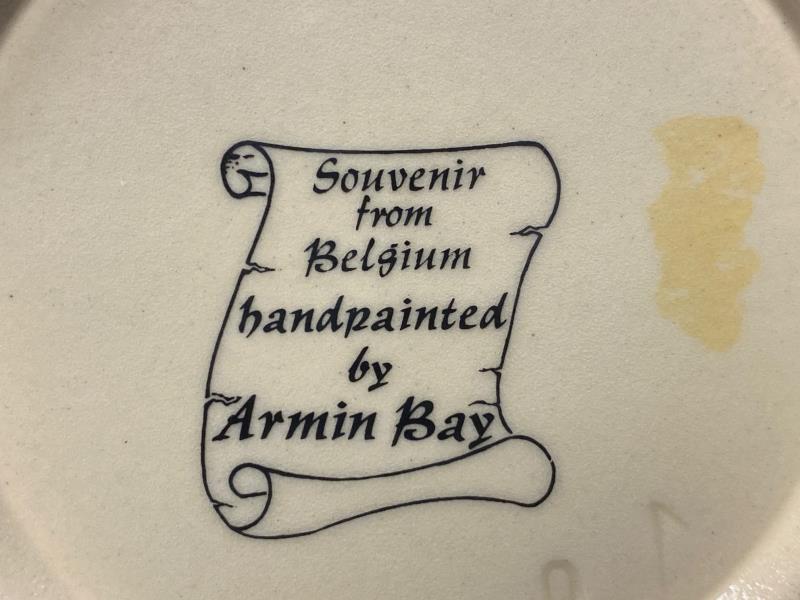 Souvenir
from
Belgium
handpainted
by
Armin Bay